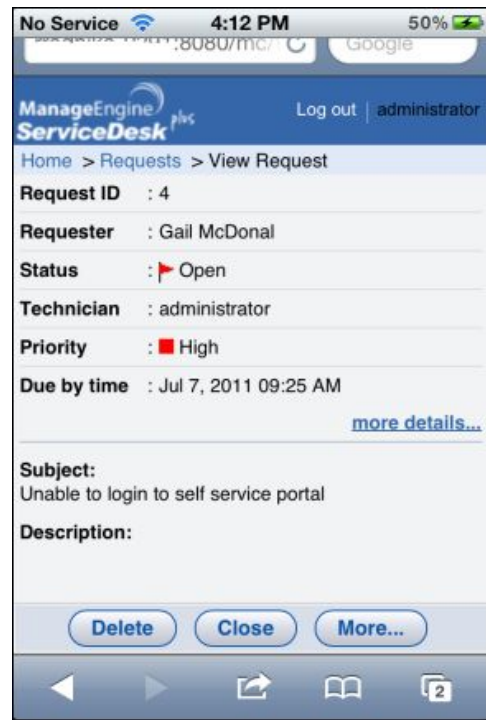 No Service 4:12 PM 50%
:8080/mc/ Google
ManageEngine
ServiceDesk plus Log out | administrator
Home > Requests > View Request
Request ID : 4
Requester : Gail McDonal
Status : Open
Technician : administrator
Priority : High
Due by time : Jul 7, 2011 09:25 AM
more details...
Subject:
Unable to login to self service portal
Description:
Delete Close More...
2